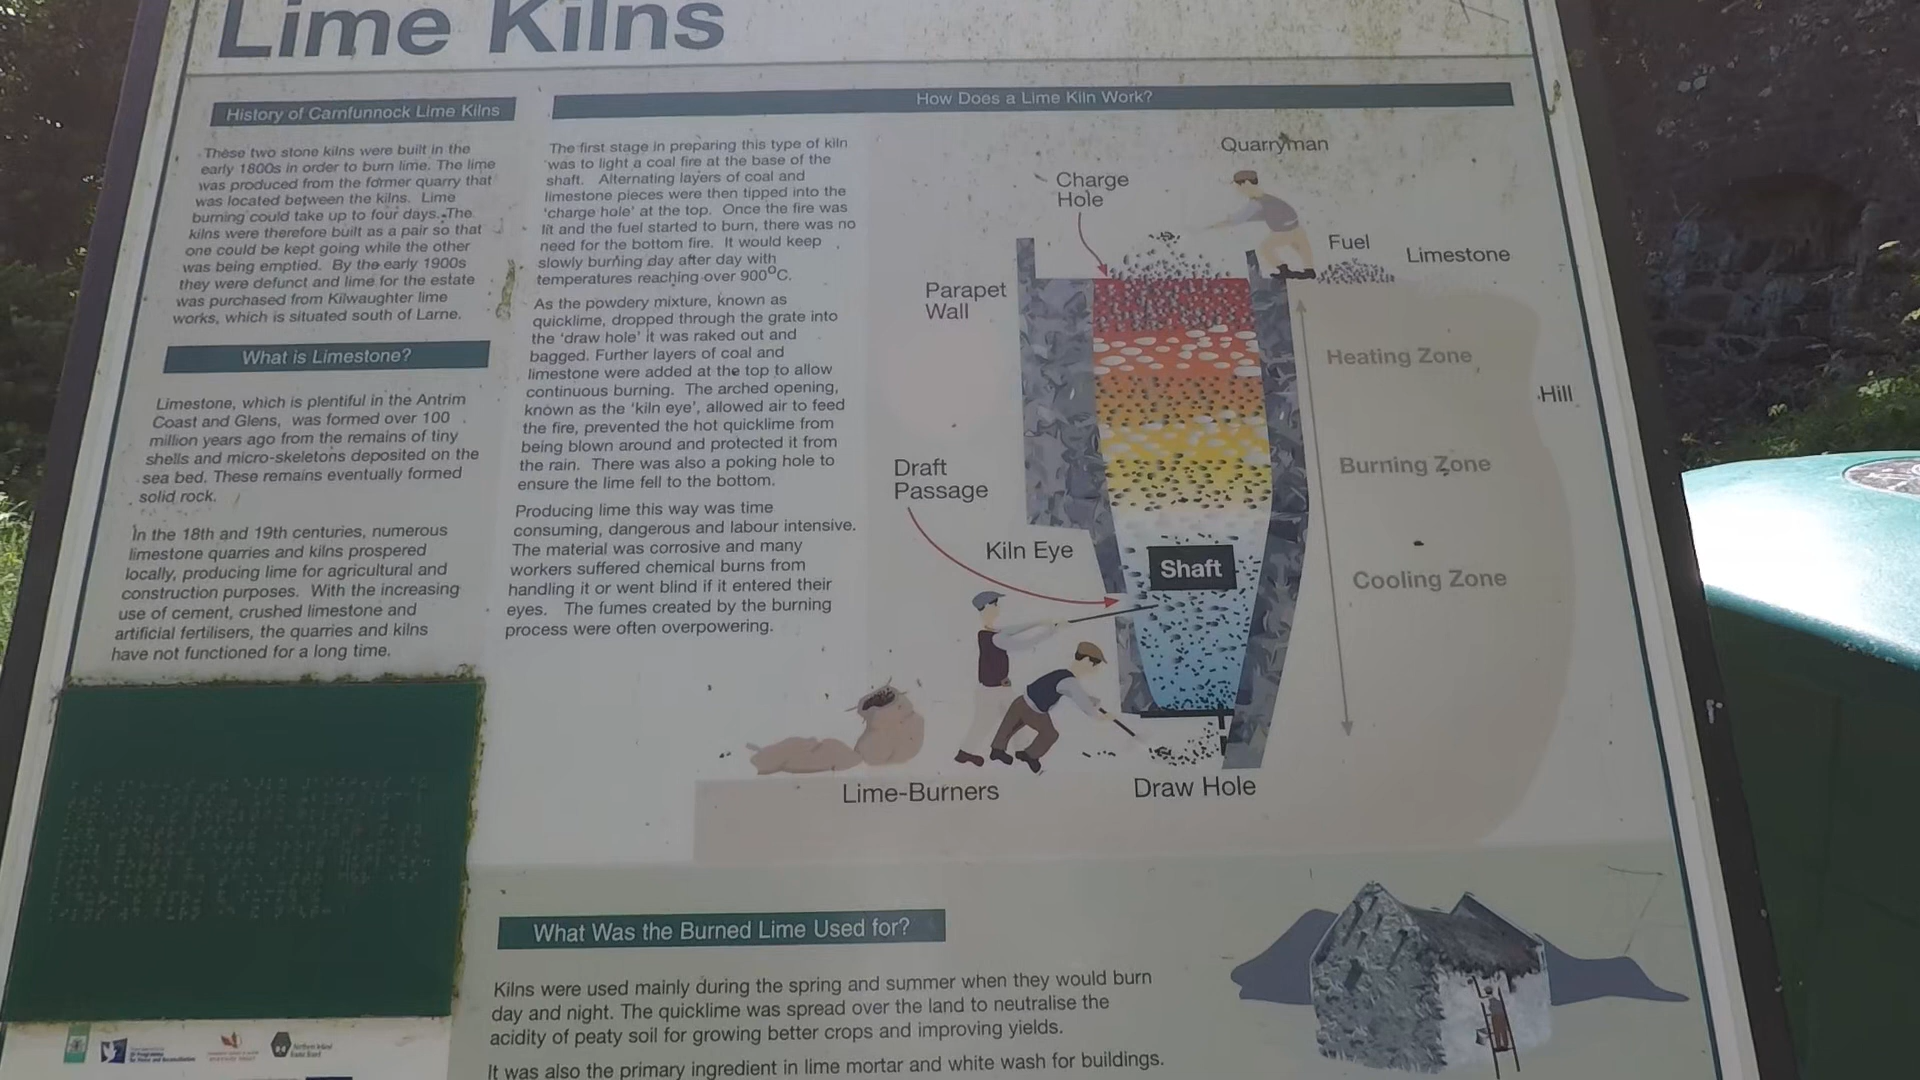 Lime Kilns
History of Carnfunnock Lime Kilns
These two stone kilns were built in the
early 1800s in order to burn lime. The lime
was produced from the former quarry that
was located between the kilns. Lime
burning could take up to four days. The
kilns were therefore built as a pair so that
one could be kept going while the other
was being emptied. By the early 1900s
they were defunct and lime for the estate
was purchased from Kilwaughter lime
works, which is situated south of Larne.
What is Limestone?
Limestone, which is plentiful in the Antrim
Coast and Glens, was formed over 100
million years ago from the remains of tiny
shells and micro-skeletons deposited on the
sea bed. These remains eventually formed
solid rock.
In the 18th and 19th centuries, numerous
limestone quarries and kilns prospered
locally, producing lime for agricultural and
construction purposes. With the increasing
use of cement, crushed limestone and
artificial fertilisers, the quarries and kilns
have not functioned for a long time.
How Does a Lime Kiln Work?
The first stage in preparing this type of kiln
was to light a coal fire at the base of the
shaft. Alternating layers of coal and
limestone pieces were then tipped into the
'charge hole' at the top. Once the fire was
lit and the fuel started to burn, there was no
need for the bottom fire. It would keep
slowly burning day after day with
temperatures reaching over 900°C.
As the powdery mixture, known as
quicklime, dropped through the grate into
the 'draw hole' it was raked out and
bagged. Further layers of coal and
limestone were added at the top to allow
continuous burning. The arched opening,
known as the 'kiln eye', allowed air to feed
the fire, prevented the hot quicklime from
being blown around and protected it from
the rain. There was also a poking hole to
ensure the lime fell to the bottom.
Producing lime this way was time
consuming, dangerous and labour intensive.
The material was corrosive and many
workers suffered chemical burns from
handling it or went blind if it entered their
eyes. The fumes created by the burning
process were often overpowering.
Quarryman
Charge
Hole
Fuel
Limestone
Parapet
Wall
Heating Zone
Hill
Burning Zone
Draft
Passage
Kiln Eye
Shaft
Cooling Zone
Lime-Burners
Draw Hole
What Was the Burned Lime Used for?
Kilns were used mainly during the spring and summer when they would burn
day and night. The quicklime was spread over the land to neutralise the
acidity of peaty soil for growing better crops and improving yields.
It was also the primary ingredient in lime mortar and white wash for buildings.